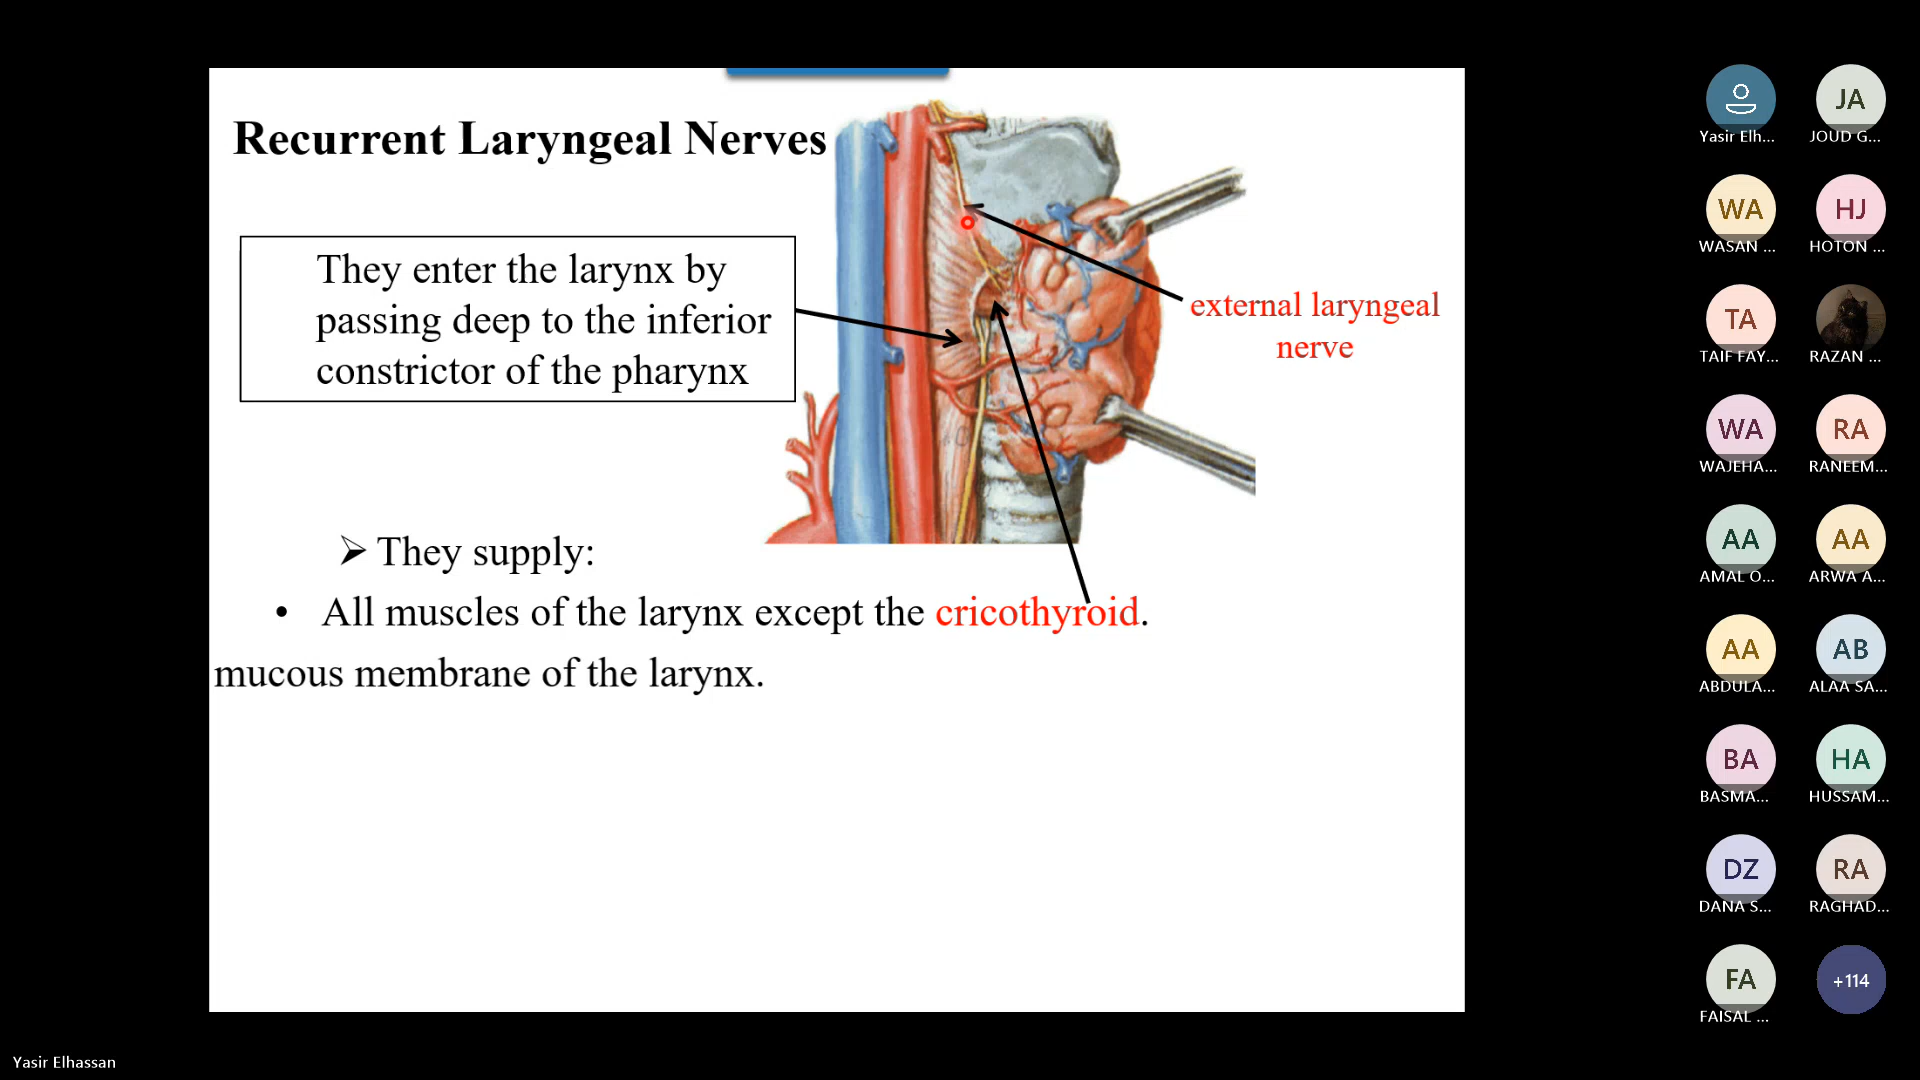 Recurrent Laryngeal Nerves
They enter the larynx by
passing deep to the inferior
constrictor of the pharynx
external laryngeal
nerve
➢ They supply:
• All muscles of the larynx except the cricothyroid.
mucous membrane of the larynx.
JA
Yasir Elh...
JOUD G...
WA
HJ
WASAN ...
HOTON ...
TA
TAIF FAY...
RAZAN ...
WA
RA
WAJEHA...
RANEEM...
AA
AA
AMAL O...
ARWA A...
AA
AB
ABDULA...
ALAA SA...
BA
HA
BASMA...
HUSSAM...
DZ
RA
DANA S...
RAGHAD...
FA
+114
FAISAL ...
Yasir Elhassan